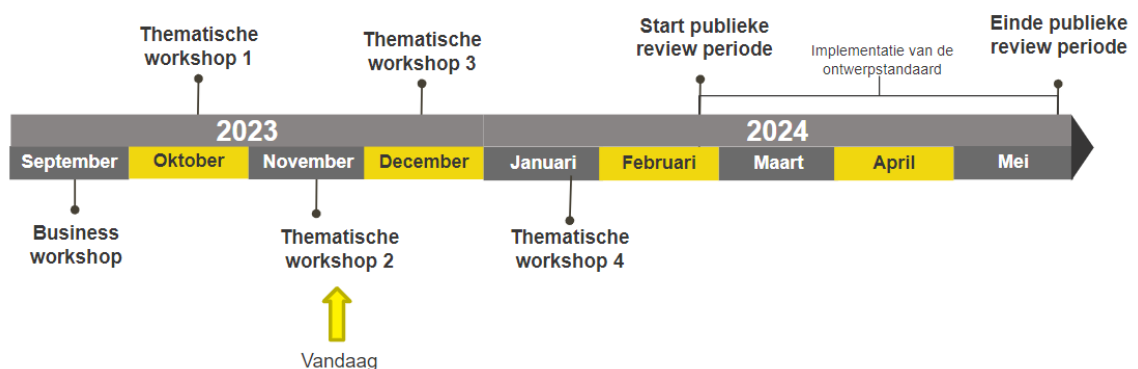 Thematische
workshop 1
Thematische
workshop 3
Start publieke
review periode
Implementatie van de
ontwerpstandaard
Einde publieke
review periode
2023
2024
September
Oktober
November
December
Januari
Februari
Maart
April
Mei
Business
workshop
Thematische
workshop 2
Thematische
workshop 4
Vandaag